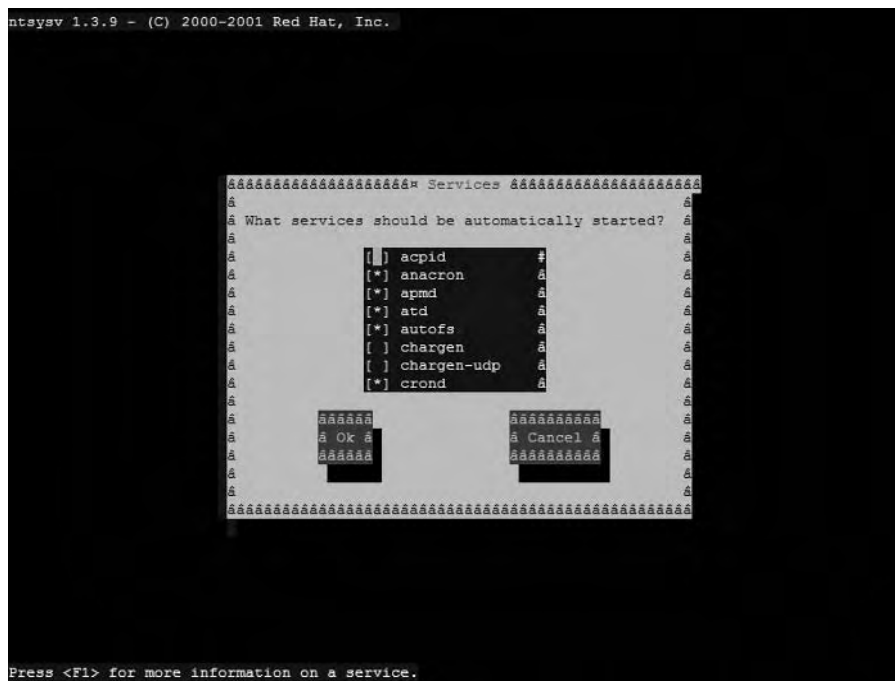 ntsysv 1.3.9 - (C) 2000-2001 Red Hat, Inc.
Services
What services should be automatically started?
[ ] acpid
[*] anacron
[*] apmd
[*] atd
[*] autofs
[ ] chargen
[ ] chargen-udp
[*] crond
Ok Cancel
Press <F1> for more information on a service.